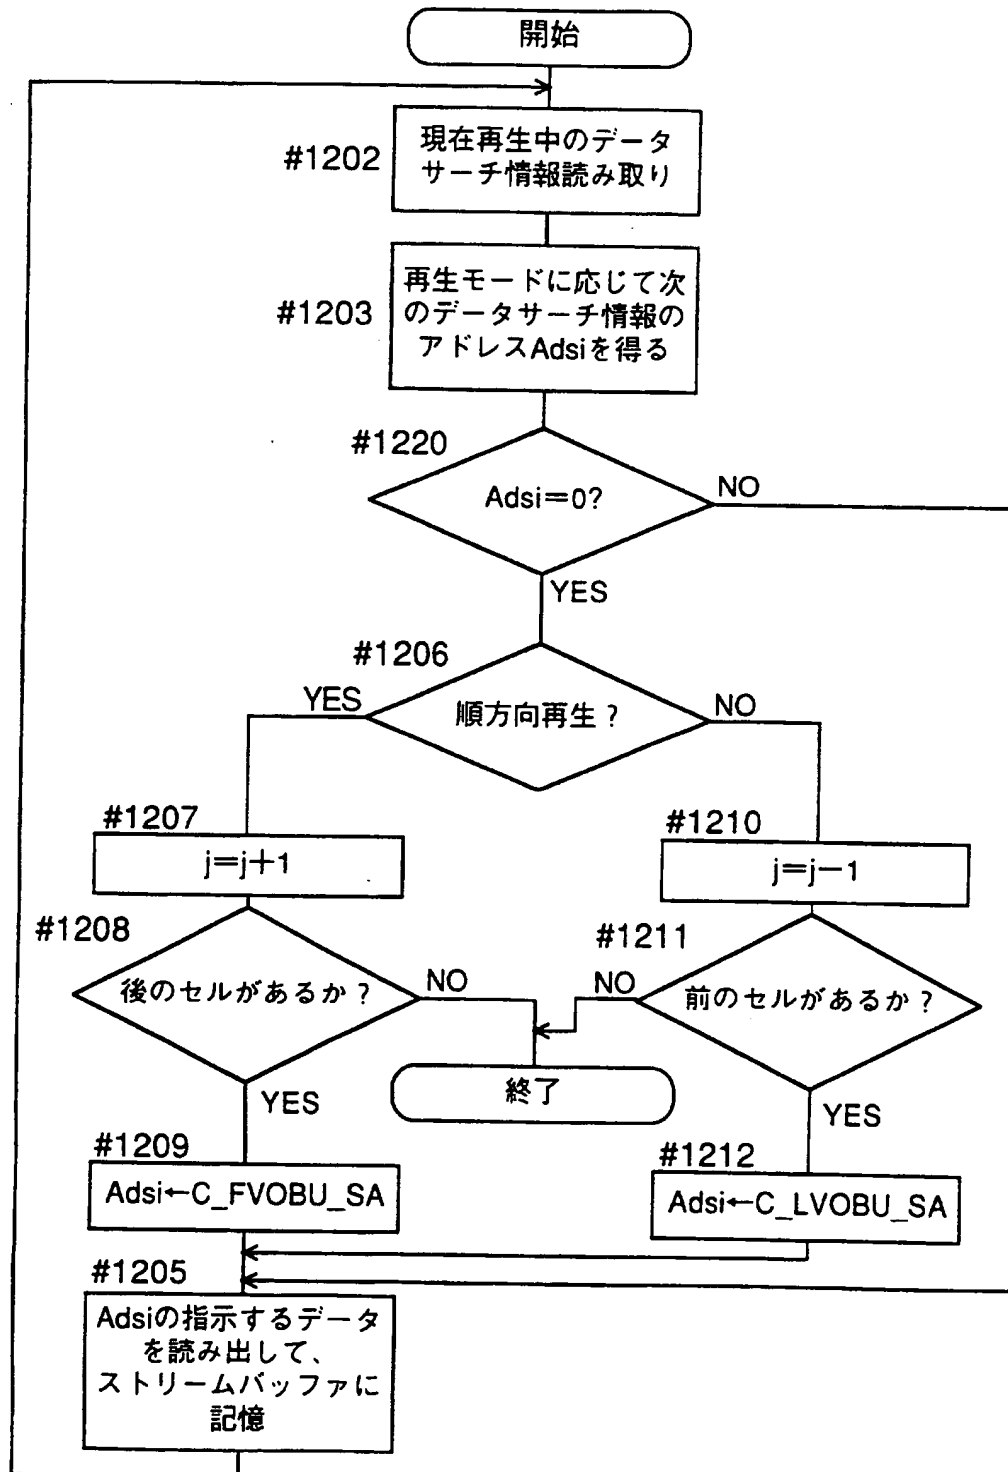 開始
#1202
現在再生中のデータ
サーチ情報読み取り
#1203
再生モードに応じて次
のデータサーチ情報の
アドレスAdsiを得る
#1220
Adsi=0?
NO
YES
#1206
順方向再生?
YES
NO
#1207
j=j+1
#1210
j=j-1
#1208
後のセルがあるか?
NO
#1211
前のセルがあるか?
NO
終了
YES
YES
#1209
Adsi←C_FVOBU_SA
#1212
Adsi←C_LVOBU_SA
#1205
Adsiの指示するデータ
を読み出して、
ストリームバッファに
記憶